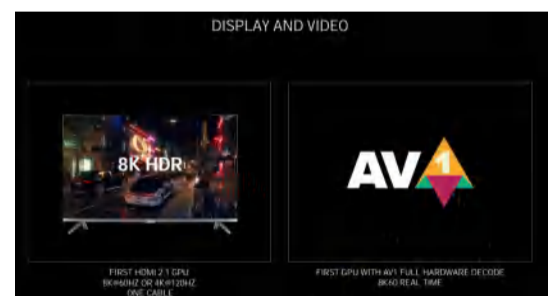 DISPLAY AND VIDEO
8K HDR
AV1
FIRST HDMI 2.1 GPU
8K@60HZ OR 4K@120HZ
ONE CABLE
FIRST GPU WITH AV1 FULL HARDWARE DECODE
8K60 REAL TIME